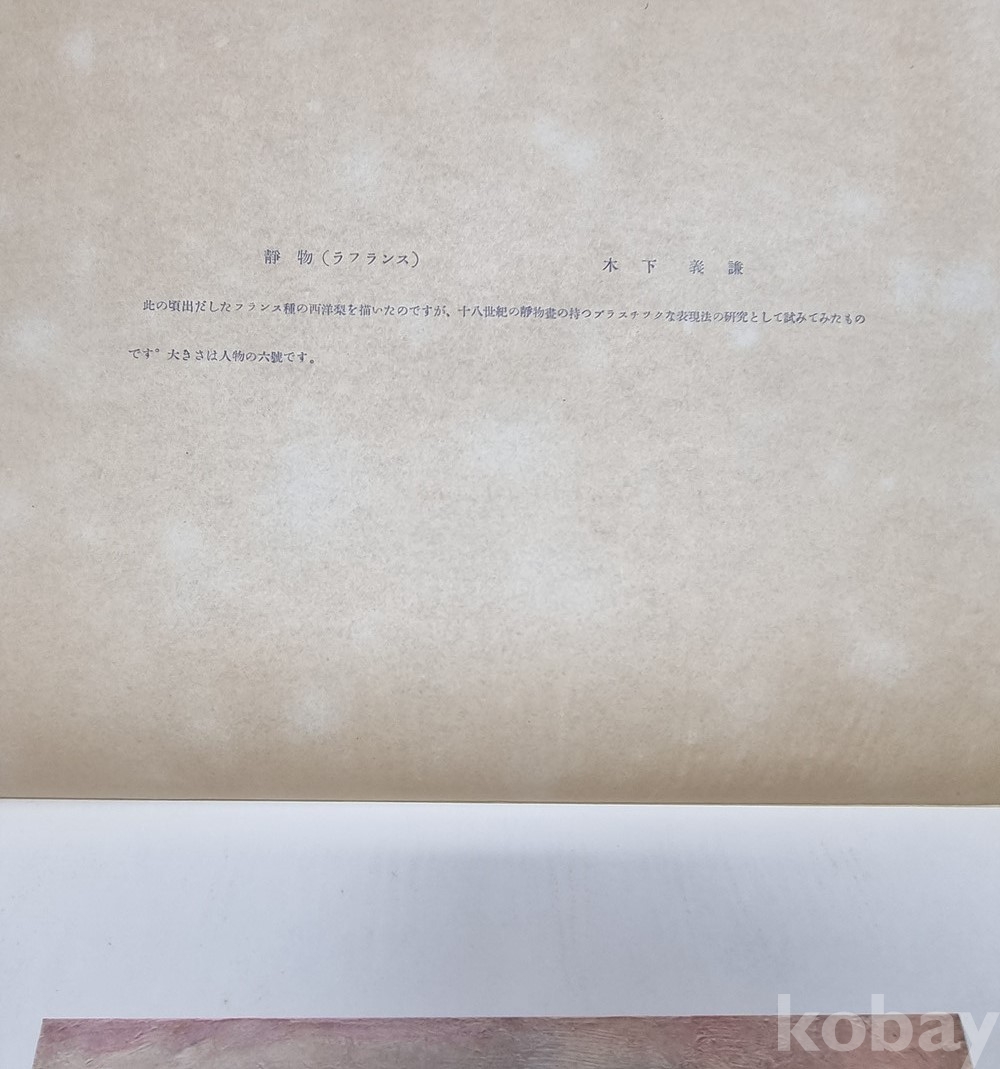 靜物(ラフランス) 木下義謙
此の頃出だしたフランス種の西洋梨を描いたのですが、十八世紀の靜物畫の持つプラスチツクな表現法の研究として試みてみたもの
です。大きさは人物の六號です。
kobay